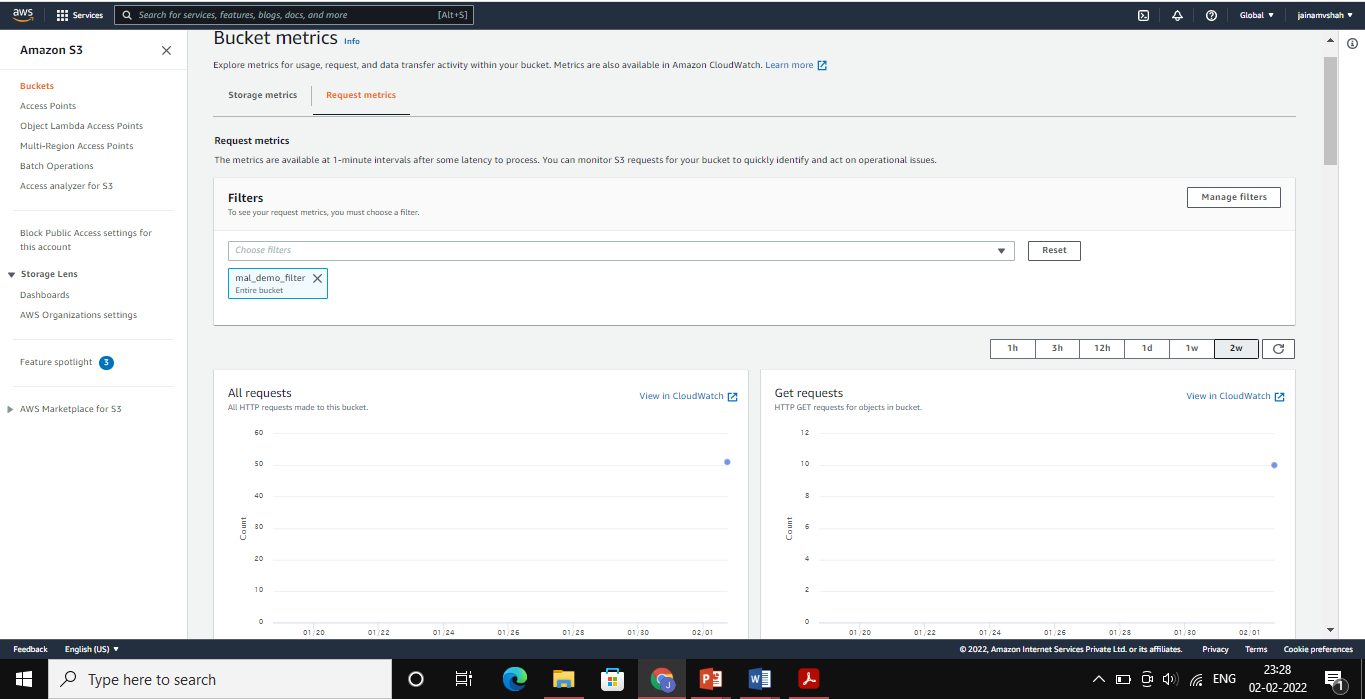 aws
Services
Search for services, features, blogs, docs, and more
[Alt+S]
Global ▼
jainamvshah ▼
Amazon S3
Buckets
Access Points
Object Lambda Access Points
Multi-Region Access Points
Batch Operations
Access analyzer for S3
Block Public Access settings for
this account
Storage Lens
Dashboards
AWS Organizations settings
Feature spotlight 3
AWS Marketplace for S3
Bucket metrics Info
Explore metrics for usage, request, and data transfer activity within your bucket. Metrics are also available in Amazon CloudWatch. Learn more
Storage metrics
Request metrics
Request metrics
The metrics are available at 1-minute intervals after some latency to process. You can monitor S3 requests for your bucket to quickly identify and act on operational issues.
Filters
To see your request metrics, you must choose a filter.
Manage filters
Choose filters
Reset
mal_demo_filter
Entire bucket
1h 3h 12h 1d 1w 2w
All requests
All HTTP requests made to this bucket.
View in CloudWatch
60
50
40
30
20
10
0
Count
01/20 01/22 01/24 01/26 01/28 01/30 02/01
Get requests
HTTP GET requests for objects in bucket.
View in CloudWatch
12
10
8
6
4
2
0
Count
01/20 01/22 01/24 01/26 01/28 01/30 02/01
Feedback English (US) ▼
© 2022, Amazon Internet Services Private Ltd. or its affiliates. Privacy Terms Cookie preferences
Type here to search
ENG
23:28
02-02-2022
1